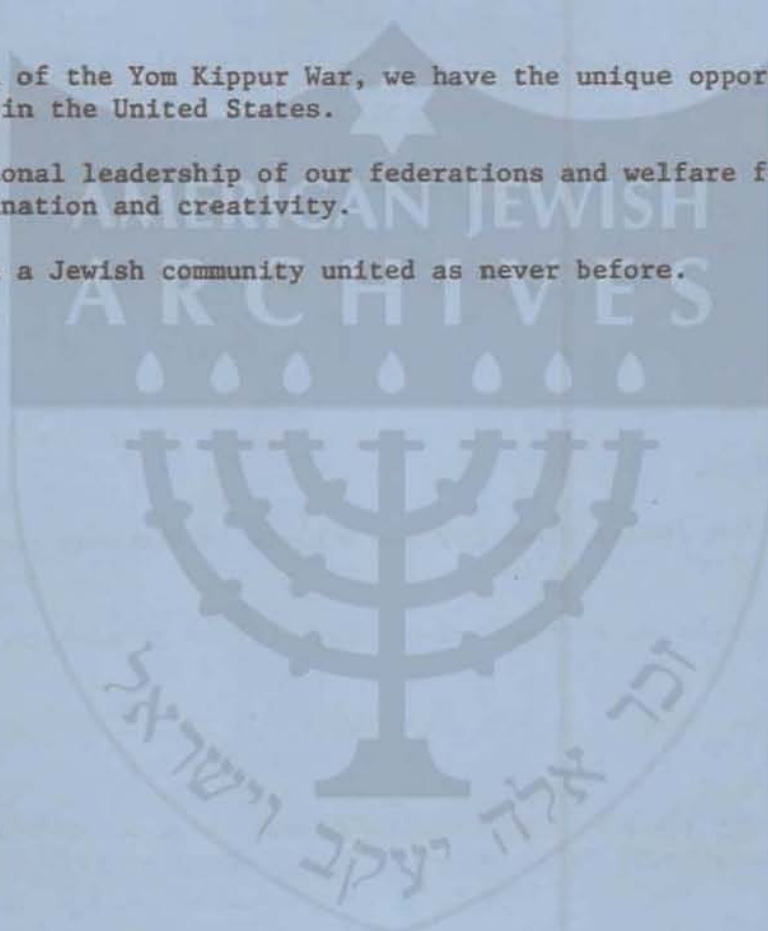 of the Yom Kippur War, we have the unique oppor
in the United States.
onal leadership of our federations and welfare f
nation and creativity.
a Jewish community united as never before.
AMERICAN JEWISH
ARCHIVES
זכר אלה יעקב וישראל